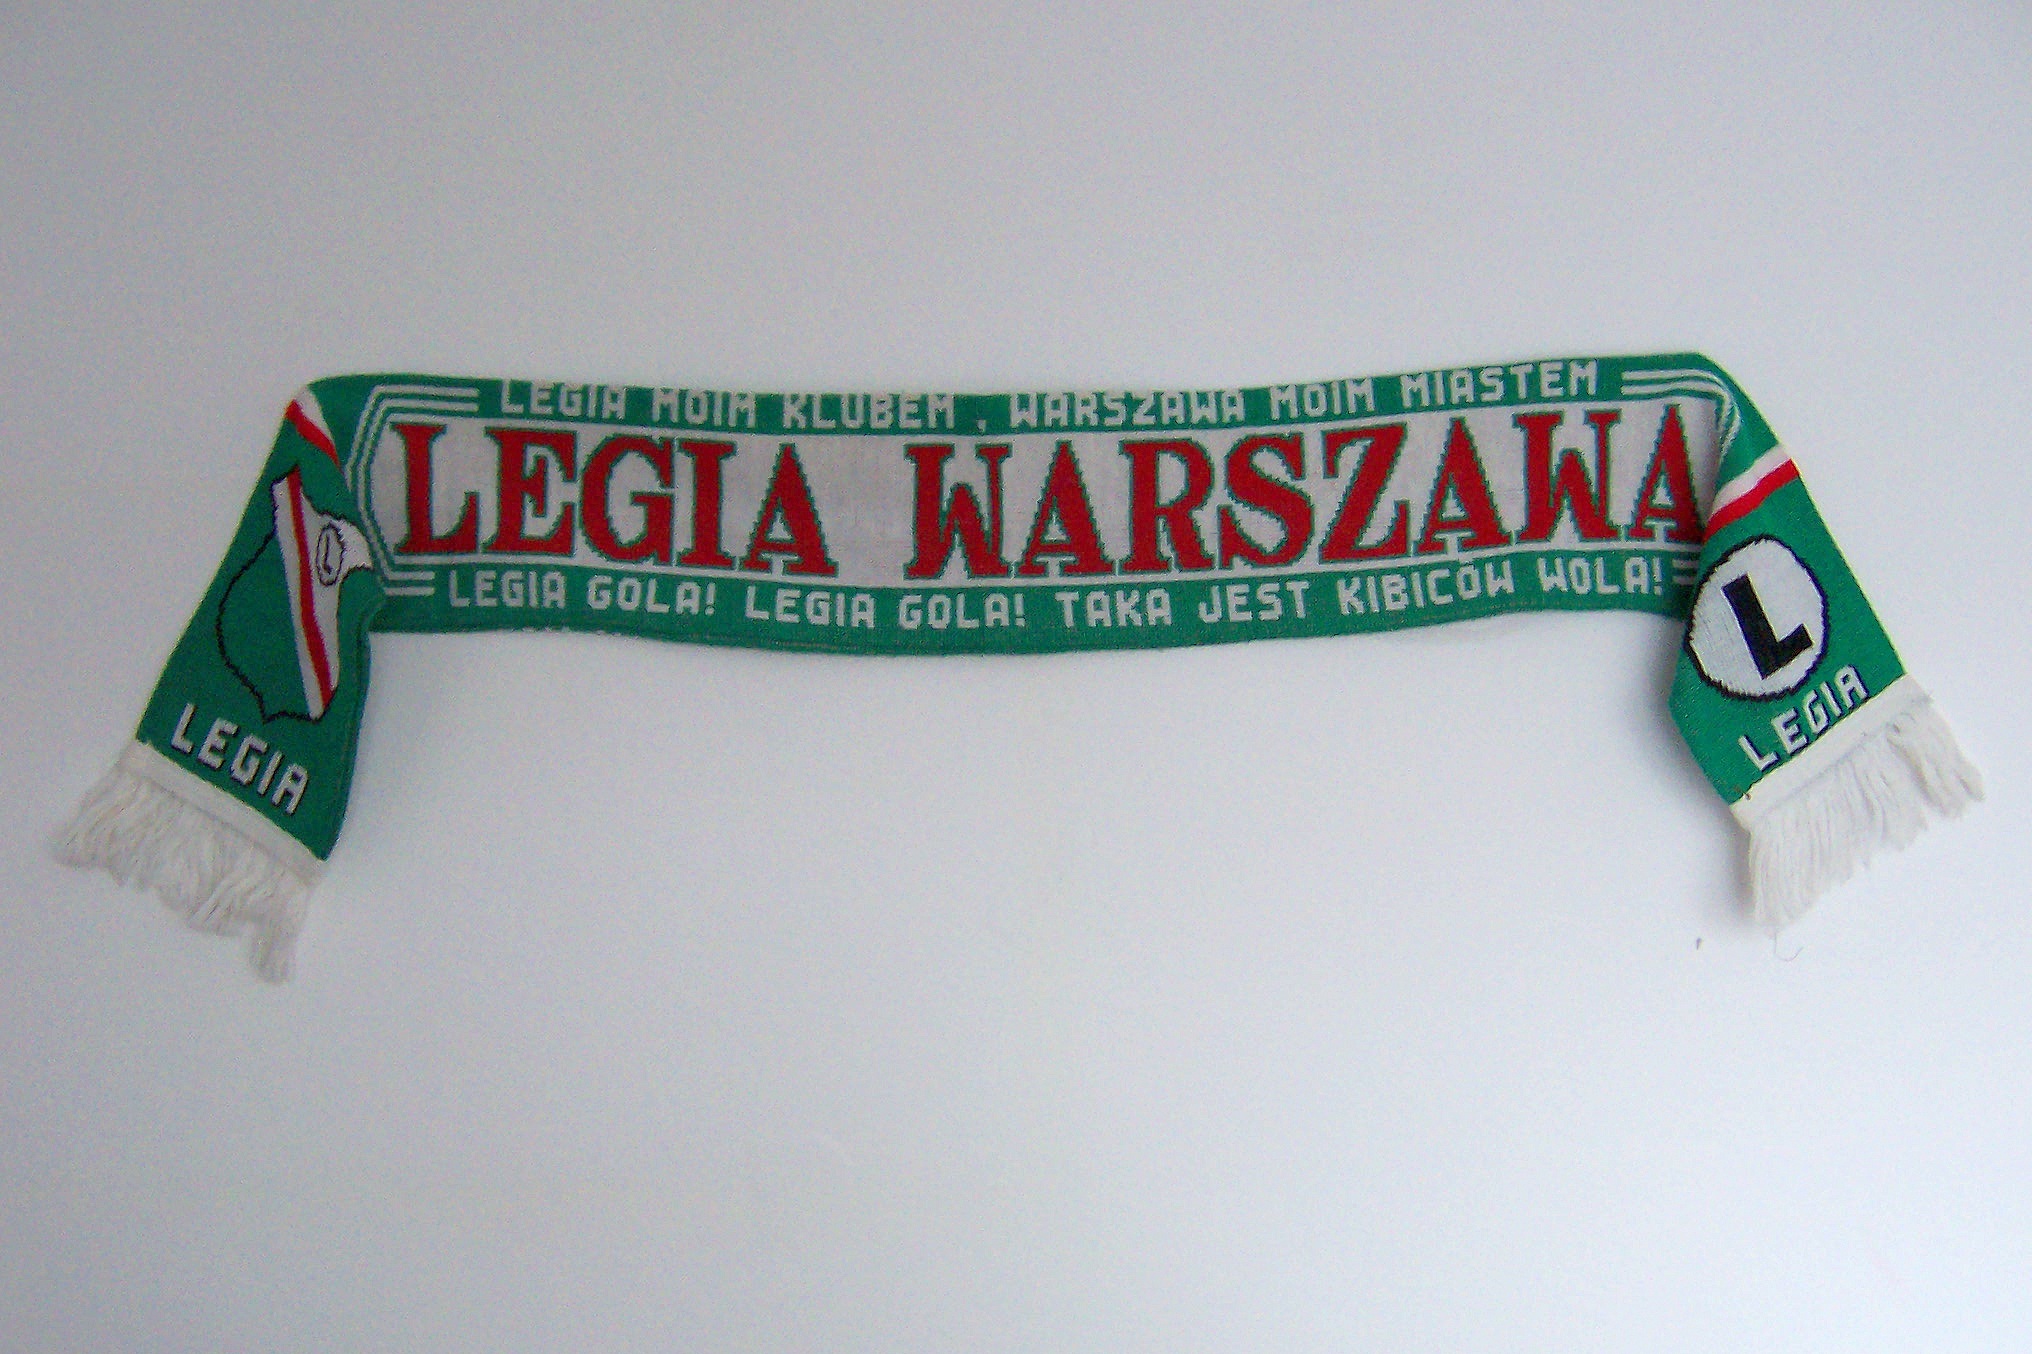 LEGIA MOIM KLUBEM , WARSZAWA MOIM MIASTEM
LEGIA WARSZAWA
LEGIA GOLA! LEGIA GOLA! TAKA JEST KIBICÓW WOLA!
L
LEGIA
L
LEGIA